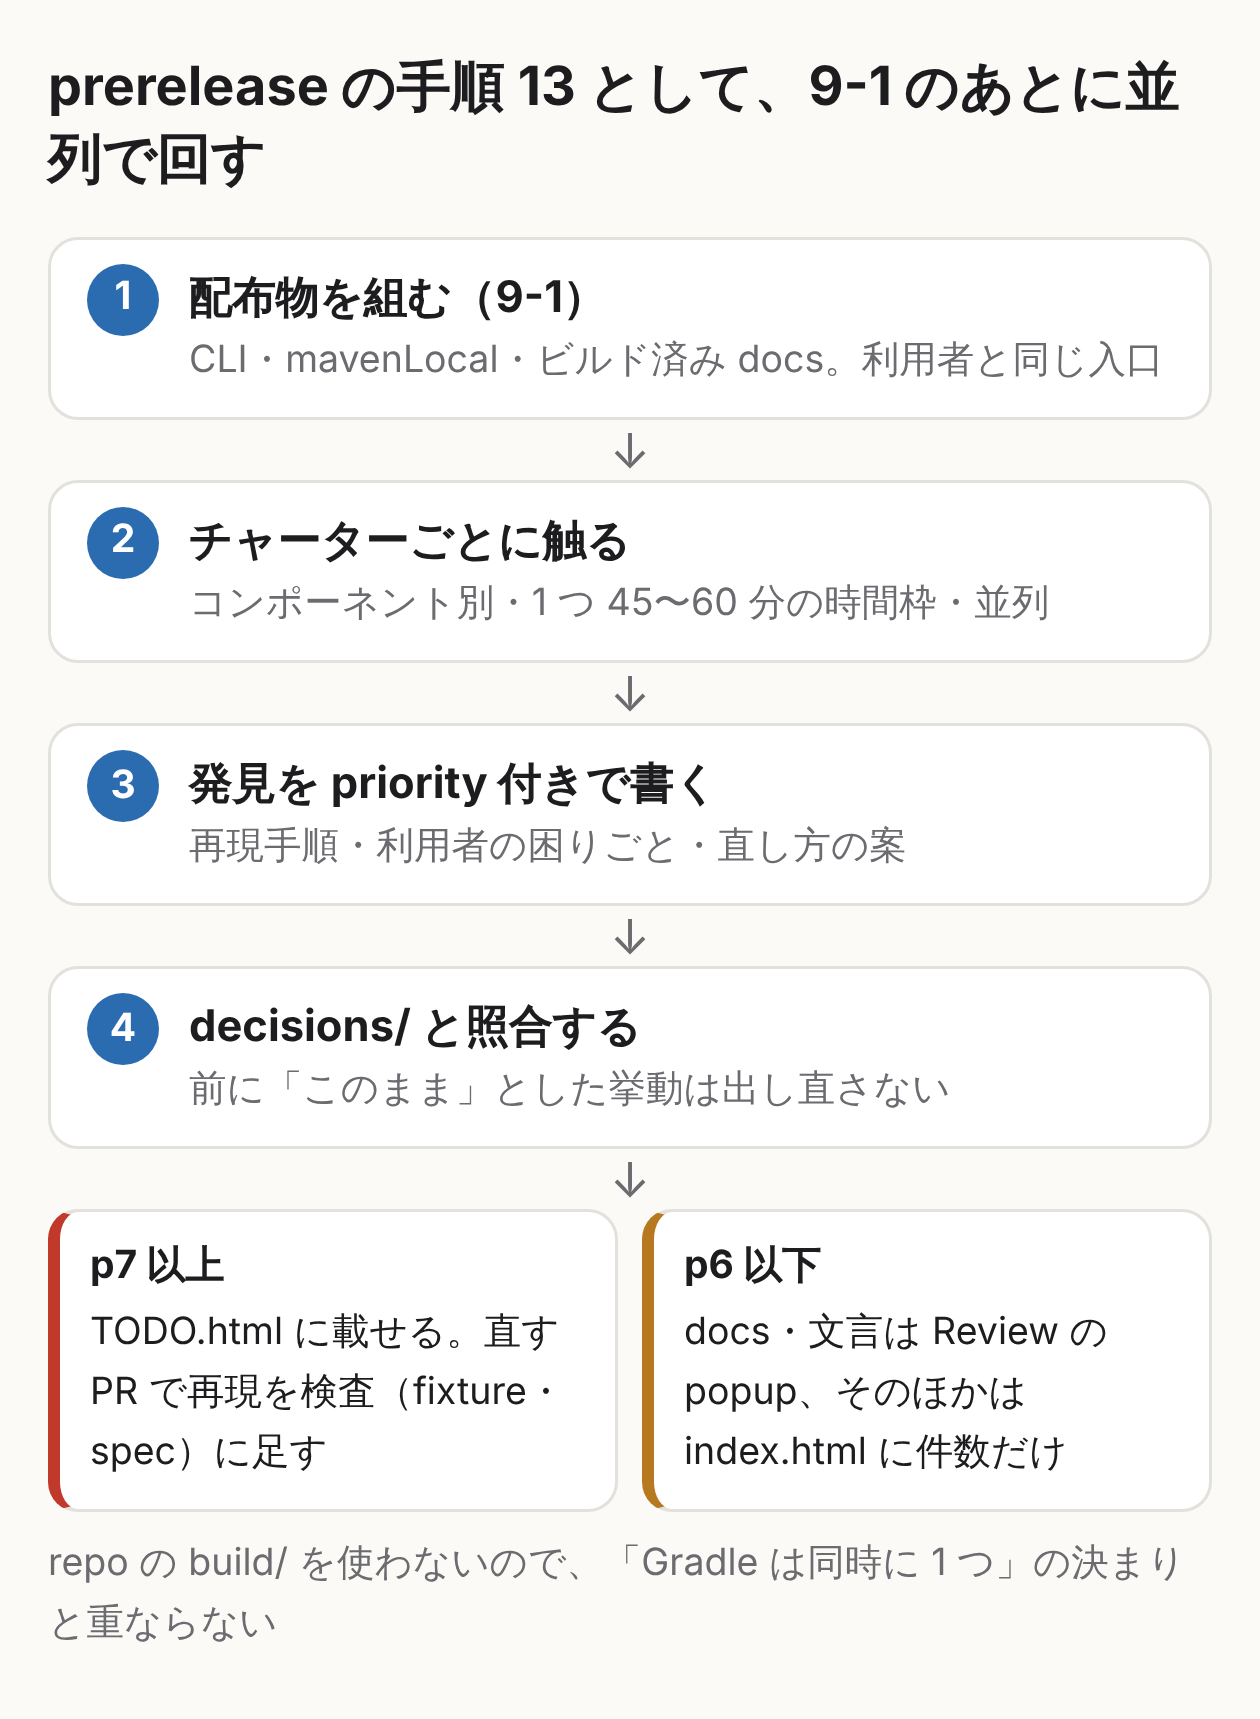 prerelease の手順 13 として、9-1 のあとに並
列で回す
1
配布物を組む（9-1）
CLI・mavenLocal・ビルド済み docs。利用者と同じ入口
↓
2
チャーターごとに触る
コンポーネント別・1 つ 45〜60 分の時間枠・並列
↓
3
発見を priority 付きで書く
再現手順・利用者の困りごと・直し方の案
↓
4
decisions/ と照合する
前に「このまま」とした挙動は出し直さない
↓
p7 以上
TODO.html に載せる。直す
PR で再現を検査（fixture・
spec）に足す
p6 以下
docs・文言は Review の
popup、そのほかは
index.html に件数だけ
repo の build/ を使わないので、「Gradle は同時に 1 つ」の決まり
と重ならない